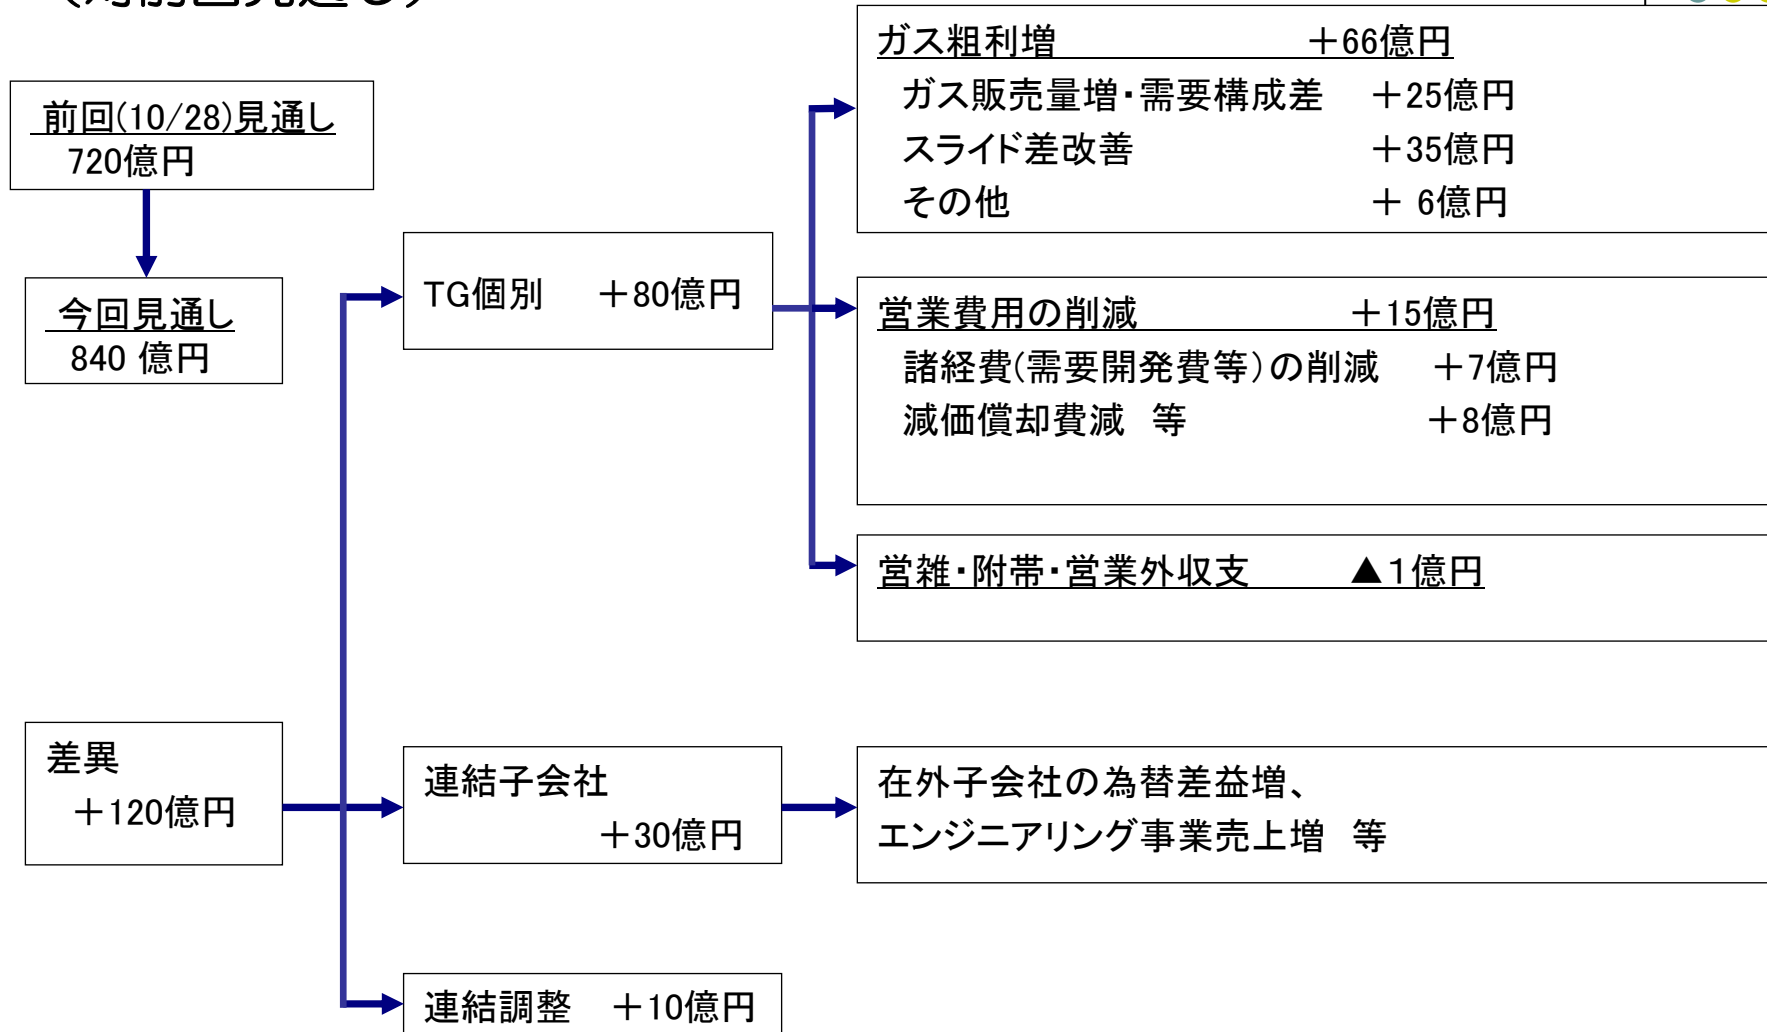 (対前回見通し)
前回(10/28)見通し
720億円
今回見通し
840 億円
差異
＋120億円
TG個別 ＋80億円
連結子会社
＋30億円
連結調整 ＋10億円
ガス粗利増 ＋66億円
ガス販売量増・需要構成差 ＋25億円
スライド差改善 ＋35億円
その他 ＋ 6億円
営業費用の削減 ＋15億円
諸経費(需要開発費等)の削減 ＋7億円
減価償却費減 等 ＋8億円
営雑・附帯・営業外収支 ▲１億円
在外子会社の為替差益増、
エンジニアリング事業売上増 等